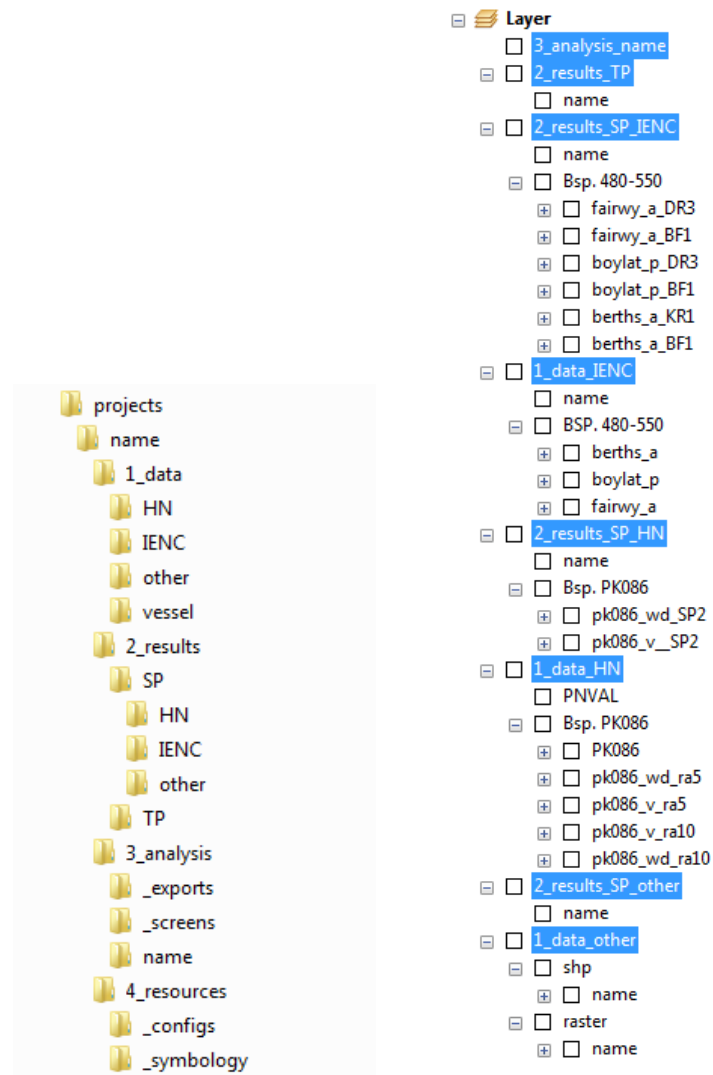 projects
name
1_data
HN
IENC
other
vessel
2_results
SP
HN
IENC
other
TP
3_analysis
_exports
_screens
name
4_resources
_configs
_symbology
Layer
3_analysis_name
2_results_TP
name
2_results_SP_IENC
name
Bsp. 480-550
fairwy_a_DR3
fairwy_a_BF1
boylat_p_DR3
boylat_p_BF1
berths_a_KR1
berths_a_BF1
1_data_IENC
name
BSP. 480-550
berths_a
boylat_p
fairwy_a
2_results_SP_HN
name
Bsp. PK086
pk086_wd_SP2
pk086_v__SP2
1_data_HN
PNVAL
Bsp. PK086
PK086
pk086_wd_ra5
pk086_v_ra5
pk086_v_ra10
pk086_wd_ra10
2_results_SP_other
name
1_data_other
shp
name
raster
name